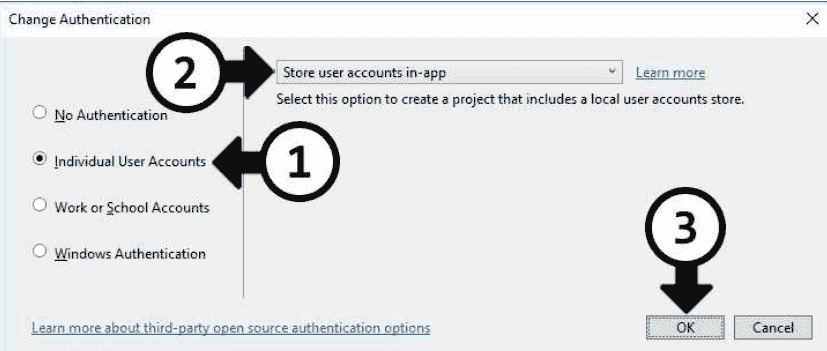 Change Authentication
2
Store user accounts in-app
Learn more
Select this option to create a project that includes a local user accounts store.
No Authentication
Individual User Accounts
1
Work or School Accounts
Windows Authentication
3
Learn more about third-party open source authentication options
OK
Cancel